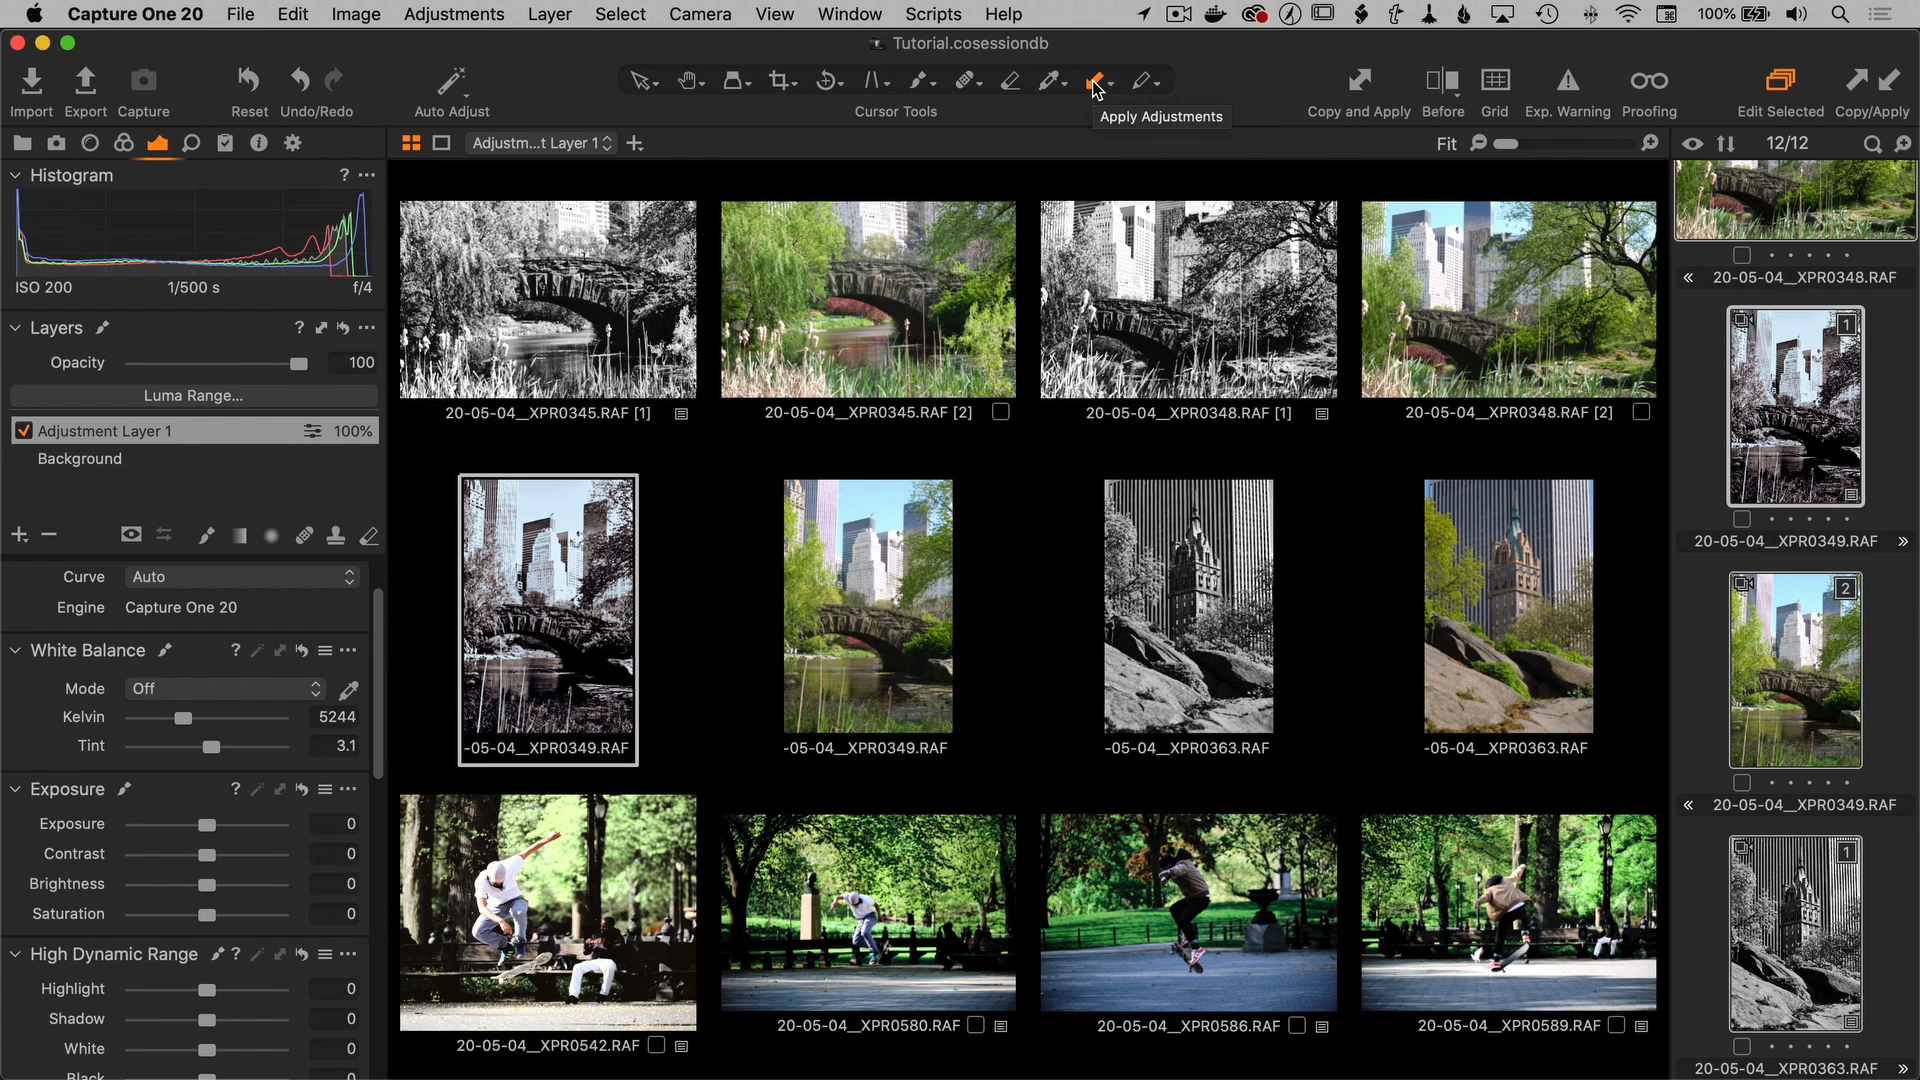 Capture One 20 File Edit Image Adjustments Layer Select Camera View Window Scripts Help 100%
Tutorial.cosessiondb
Import Export Capture Reset Undo/Redo Auto Adjust Cursor Tools Copy and Apply Before Grid Exp. Warning Proofing Edit Selected Copy/Apply
Apply Adjustments
Adjustm...t Layer 1 Fit 12/12
Histogram ?
ISO 200 1/500 s f/4
Layers ?
Opacity 100
Luma Range...
Adjustment Layer 1 100%
Background
Curve Auto
Engine Capture One 20
White Balance ?
Mode Off
Kelvin 5244
Tint 3.1
Exposure ?
Exposure 0
Contrast 0
Brightness 0
Saturation 0
High Dynamic Range ?
Highlight 0
Shadow 0
White 0
Black 0
20-05-04__XPR0345.RAF [1]
20-05-04__XPR0345.RAF [2]
20-05-04__XPR0348.RAF [1]
20-05-04__XPR0348.RAF [2]
-05-04__XPR0349.RAF
-05-04__XPR0349.RAF
-05-04__XPR0363.RAF
-05-04__XPR0363.RAF
20-05-04__XPR0542.RAF
20-05-04__XPR0580.RAF
20-05-04__XPR0586.RAF
20-05-04__XPR0589.RAF
« 20-05-04__XPR0348.RAF
1
20-05-04__XPR0349.RAF »
2
« 20-05-04__XPR0349.RAF
1
20-05-04__XPR0363.RAF »